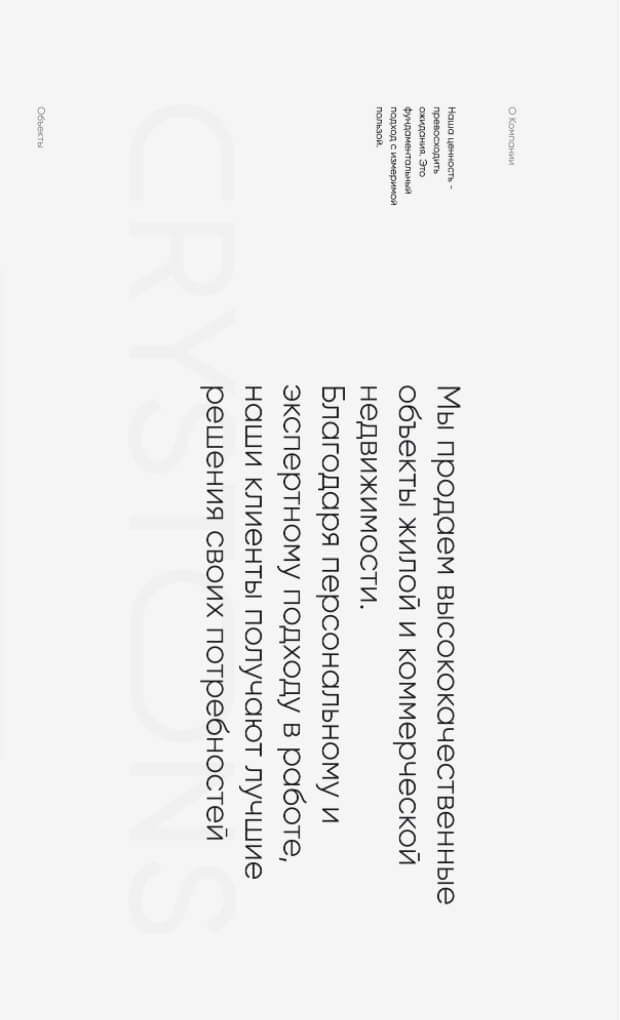 О Компании
Наша ценность -
превосходить
ожидания. Это
фундаментальный
подход с измеримой
пользой.
Мы продаем высококачественные
объекты жилой и коммерческой
недвижимости.
Благодаря персональному и
экспертному подходу в работе,
наши клиенты получают лучшие
решения своих потребностей
CRYSTONS
Объекты